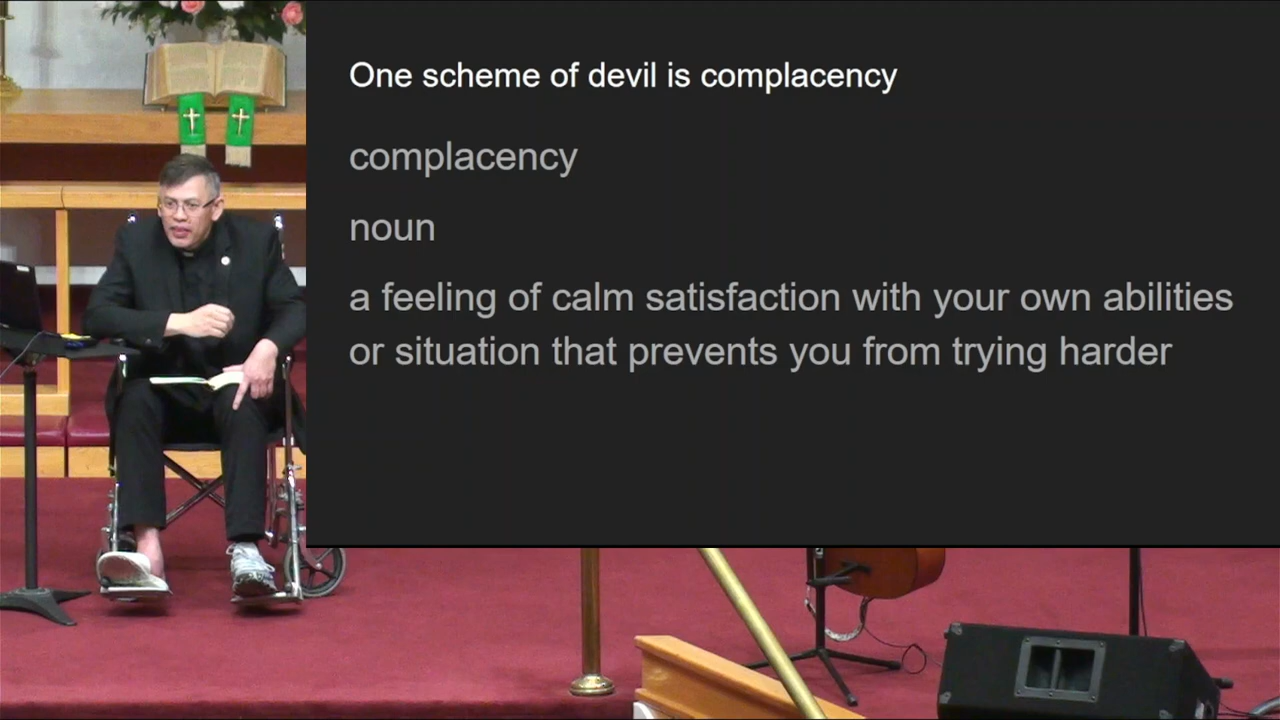 One scheme of devil is complacency
complacency
noun
a feeling of calm satisfaction with your own abilities
or situation that prevents you from trying harder